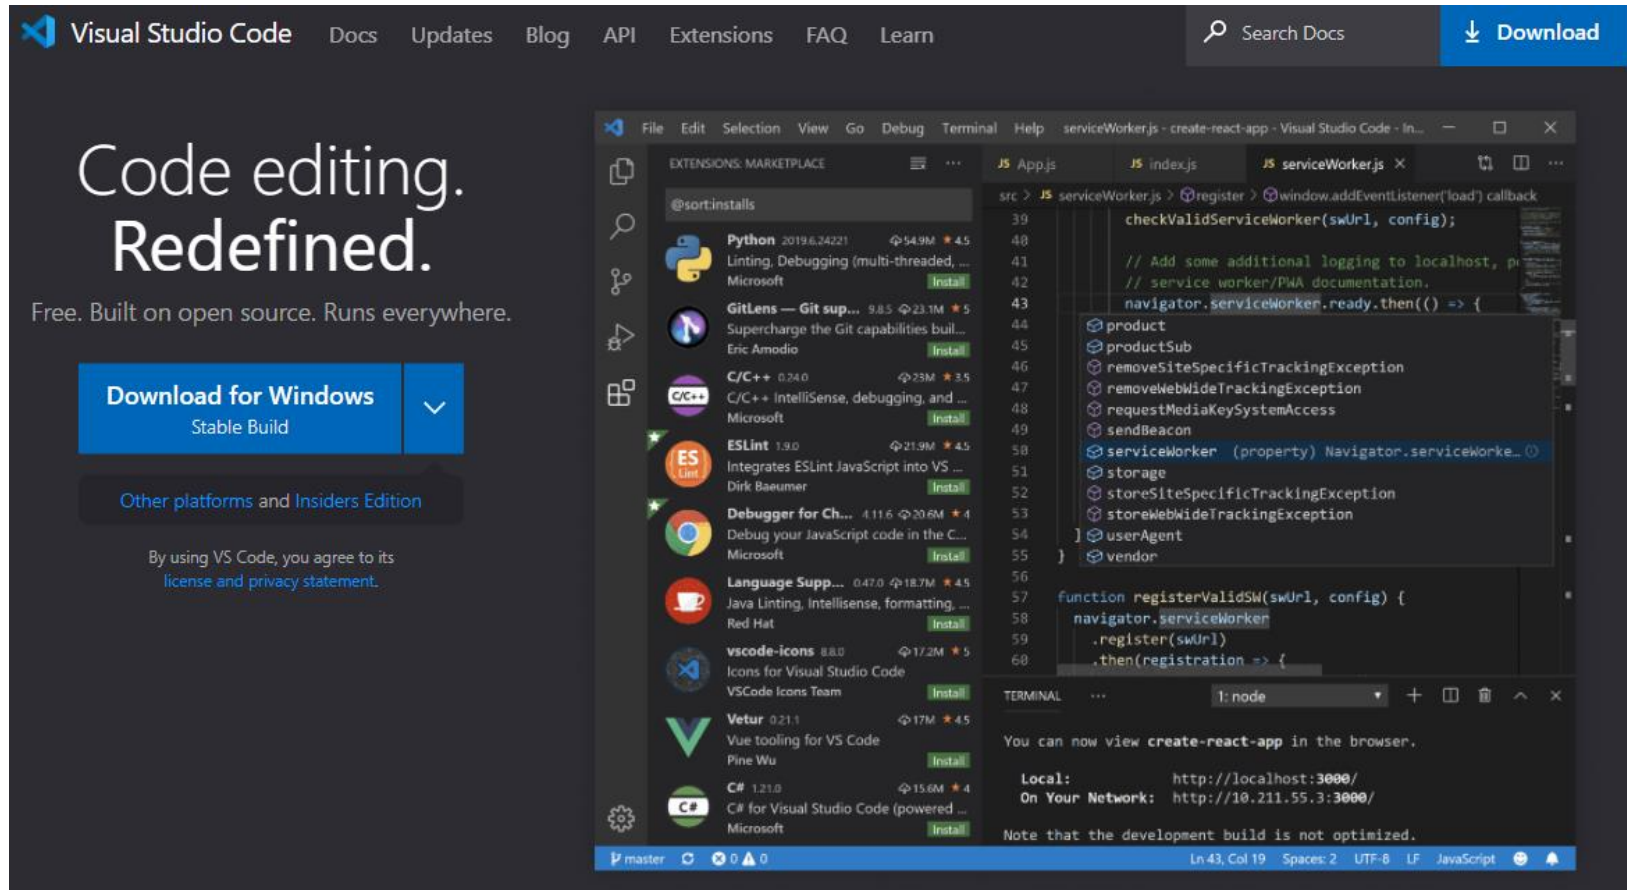 Visual Studio Code Docs Updates Blog API Extensions FAQ Learn Search Docs Download
Code editing.
Redefined.
Free. Built on open source. Runs everywhere.
Download for Windows
Stable Build
Other platforms and Insiders Edition
By using VS Code, you agree to its
license and privacy statement.
File Edit Selection View Go Debug Terminal Help serviceWorker.js - create-react-app - Visual Studio Code - In...
EXTENSIONS: MARKETPLACE ...
@sort:installs
Python 2019.6.24221 54.9M ★ 4.5
Linting, Debugging (multi-threaded, ...
Microsoft Install
GitLens — Git sup... 9.8.5 23.1M ★ 5
Supercharge the Git capabilities buil...
Eric Amodio Install
C/C++ 0.24.0 23M ★ 3.5
C/C++ C/C++ IntelliSense, debugging, and ...
Microsoft Install
ESLint 1.9.0 21.9M ★ 4.5
ES Lint Integrates ESLint JavaScript into VS ...
Dirk Baeumer Install
Debugger for Ch... 4.11.6 20.6M ★ 4
Debug your JavaScript code in the C...
Microsoft Install
Language Supp... 0.47.0 18.7M ★ 4.5
Java Linting, Intellisense, formatting, ...
Red Hat Install
vscode-icons 8.8.0 17.2M ★ 5
Icons for Visual Studio Code
VSCode Icons Team Install
Vetur 0.21.1 17M ★ 4.5
Vue tooling for VS Code
Pine Wu Install
C# 1.21.0 15.6M ★ 4
C# C# for Visual Studio Code (powered ...
Microsoft Install
JS App.js JS index.js JS serviceWorker.js ...
src > JS serviceWorker.js > register > window.addEventListener('load') callback
39 checkValidServiceWorker(swUrl, config);
40
41 // Add some additional logging to localhost,
42 // service worker/PWA documentation.
43 navigator.serviceWorker.ready.then(() => {
44 product
45 productSub
46 removeSiteSpecificTrackingException
47 removeWebWideTrackingException
48 requestMediaKeySystemAccess
49 sendBeacon
50 serviceWorker (property) Navigator.serviceWorke...
51 storage
52 storeSiteSpecificTrackingException
53 storeWebWideTrackingException
54 } userAgent
55 } vendor
56
57 function registerValidSW(swUrl, config) {
58 navigator.serviceWorker
59 .register(swUrl)
60 .then(registration => {
TERMINAL ... 1: node
You can now view create-react-app in the browser.
Local: http://localhost:3000/
On Your Network: http://10.211.55.3:3000/
Note that the development build is not optimized.
master 0 0 Ln 43, Col 19 Spaces: 2 UTF-8 LF JavaScript